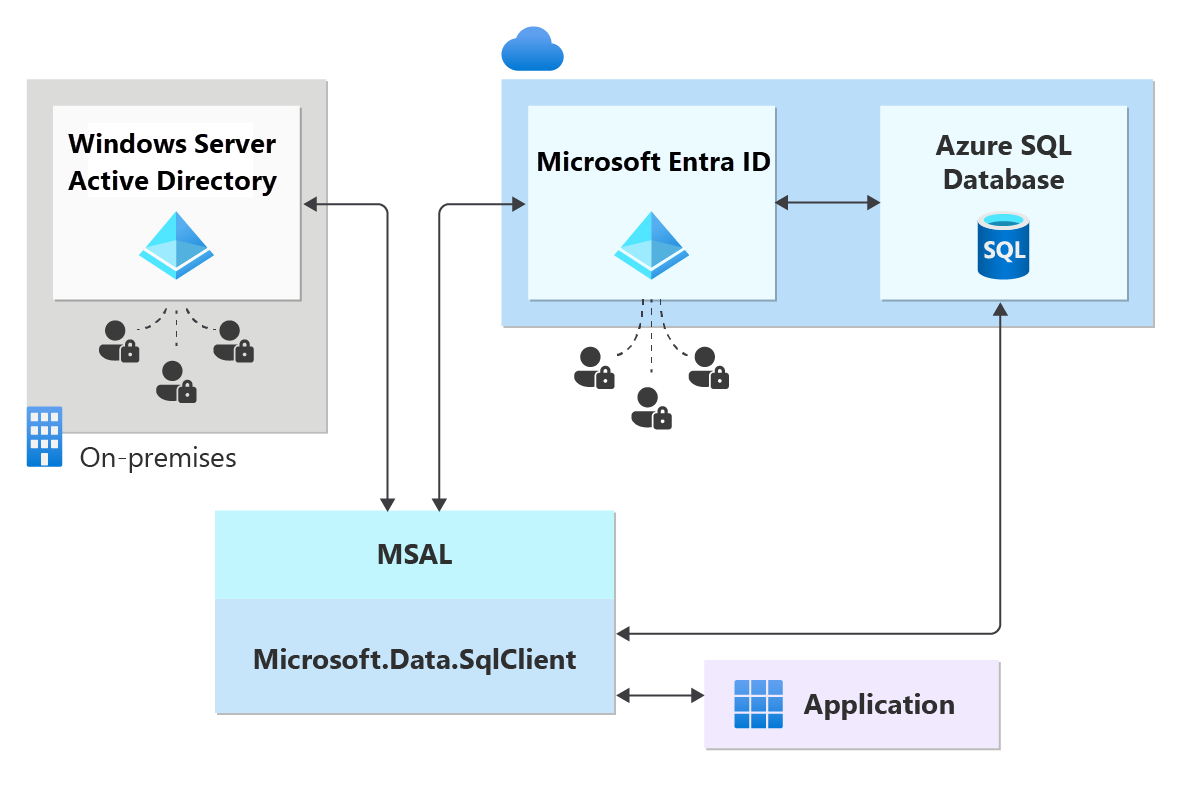 Windows Server
Active Directory
On-premises
Microsoft Entra ID
Azure SQL
Database
SQL
MSAL
Microsoft.Data.SqlClient
Application